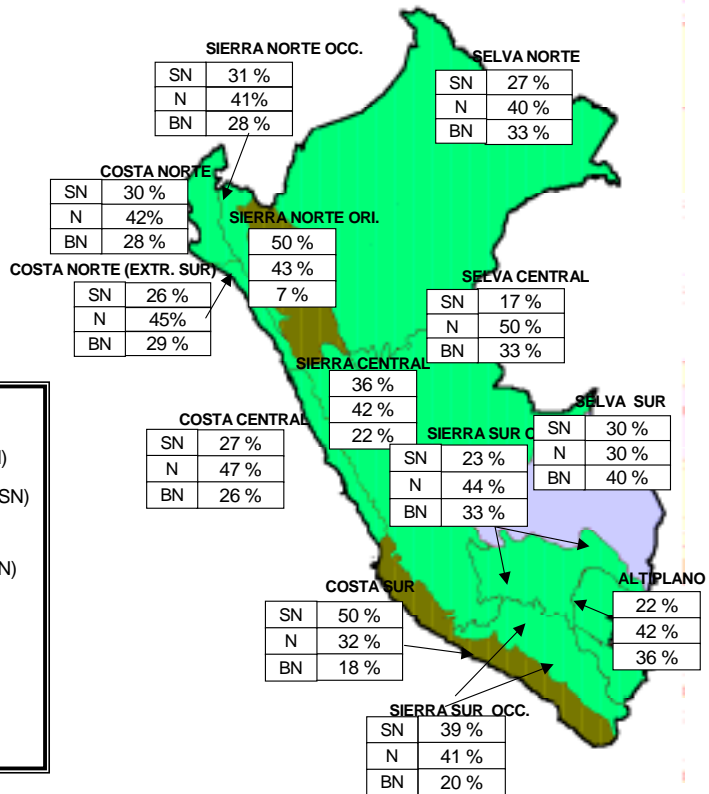 SIERRA NORTE OCC.
SN 31 %
N 41%
BN 28 %
SELVA NORTE
SN 27 %
N 40 %
BN 33 %
COSTA NORTE
SN 30 %
N 42%
BN 28 %
SIERRA NORTE ORI.
50 %
43 %
7 %
COSTA NORTE (EXTR. SUR)
SN 26 %
N 45%
BN 29 %
SELVA CENTRAL
SN 17 %
N 50 %
BN 33 %
SIERRA CENTRAL
36 %
42 %
22 %
COSTA CENTRAL
SN 27 %
N 47 %
BN 26 %
SELVA SUR
SN 30 %
N 30 %
BN 40 %
SIERRA SUR
SN 23 %
N 44 %
BN 33 %
SN)
N)
ALTIPLANO
22 %
42 %
36 %
COSTA SUR
SN 50 %
N 32 %
BN 18 %
SIERRA SUR OCC.
SN 39 %
N 41 %
BN 20 %